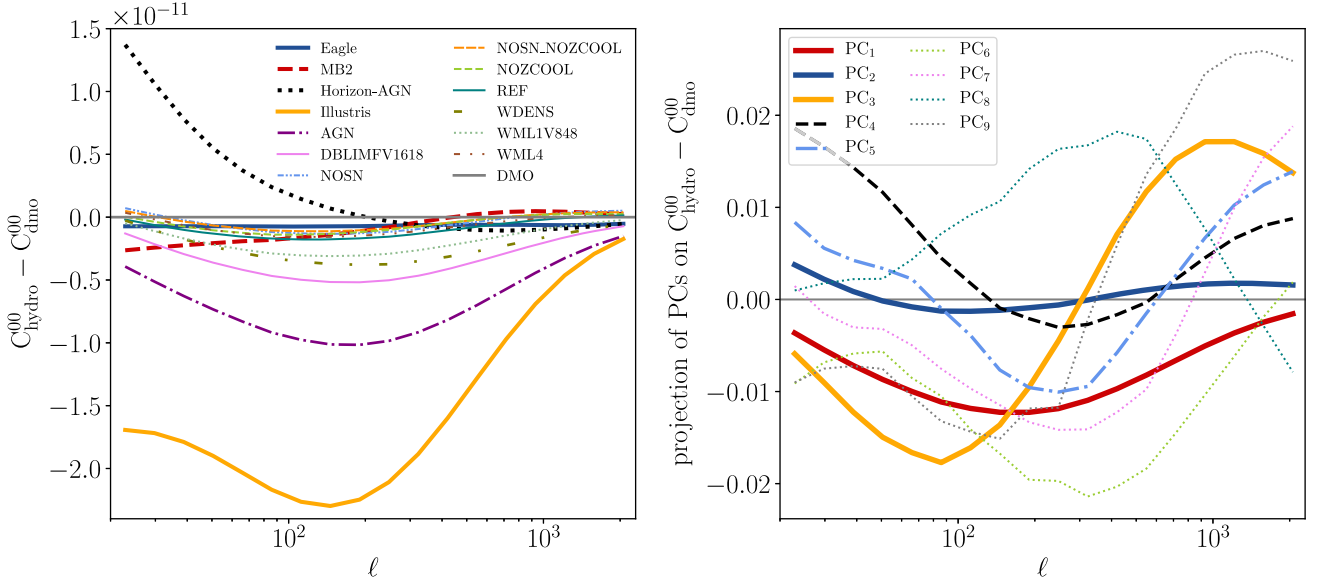 ×10⁻¹¹
1.5
1.0
0.5
0.0
−0.5
−1.0
−1.5
−2.0
C⁰⁰hydro − C⁰⁰dmo
Eagle
MB2
Horizon-AGN
Illustris
AGN
DBLIMFV1618
NOSN
NOSN_NOZCOOL
NOZCOOL
REF
WDENS
WML1V848
WML4
DMO
10² 10³
ℓ
projection of PCs on C⁰⁰hydro − C⁰⁰dmo
0.02
0.01
0.00
−0.01
−0.02
PC₁
PC₂
PC₃
PC₄
PC₅
PC₆
PC₇
PC₈
PC₉
10² 10³
ℓ